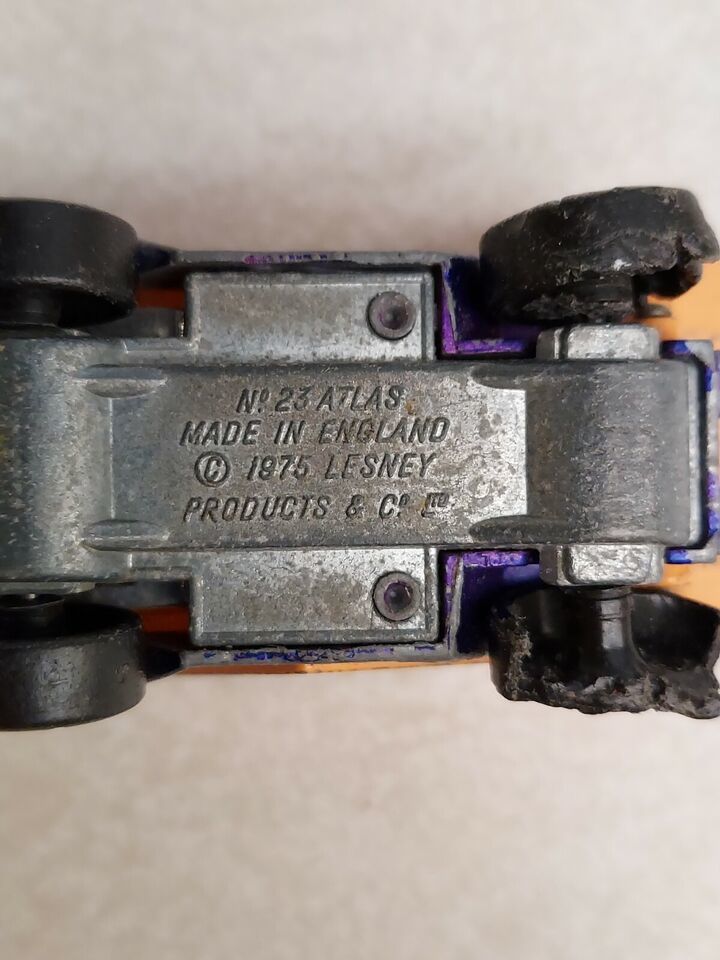 Nº 23 ATLAS
MADE IN ENGLAND
© 1975 LESNEY
PRODUCTS & Cº LTD